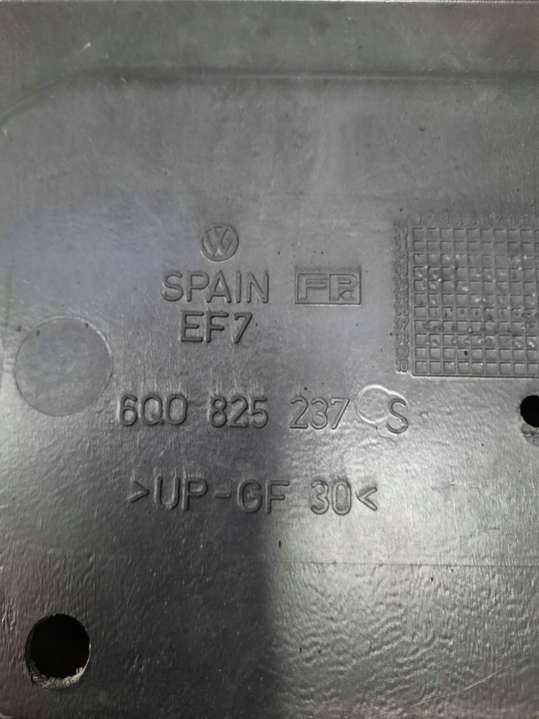 SPAIN FR
EF7
6Q0 825 237 S
>UP-GF 30<